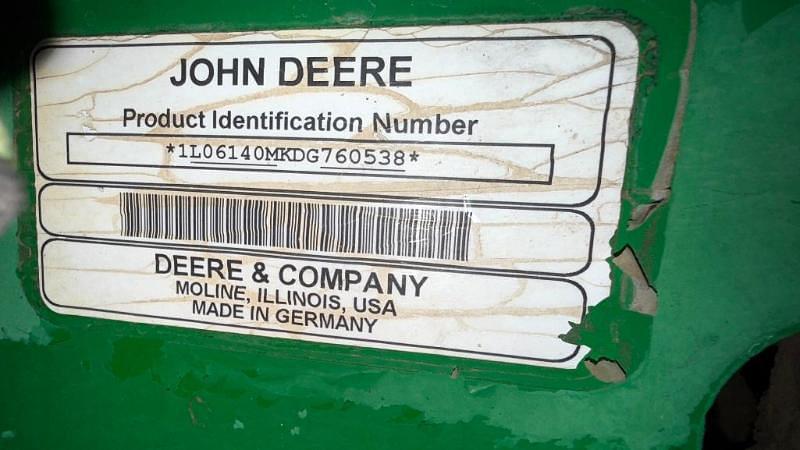 JOHN DEERE
Product Identification Number
*1L06140MKDG760538*
DEERE & COMPANY
MOLINE, ILLINOIS, USA
MADE IN GERMANY